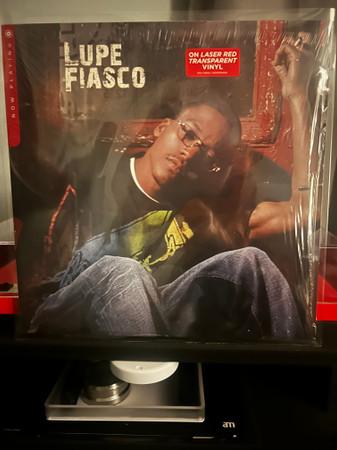 NOW PLAYING
LUPE
FIASCO
ON LASER RED
TRANSPARENT
VINYL